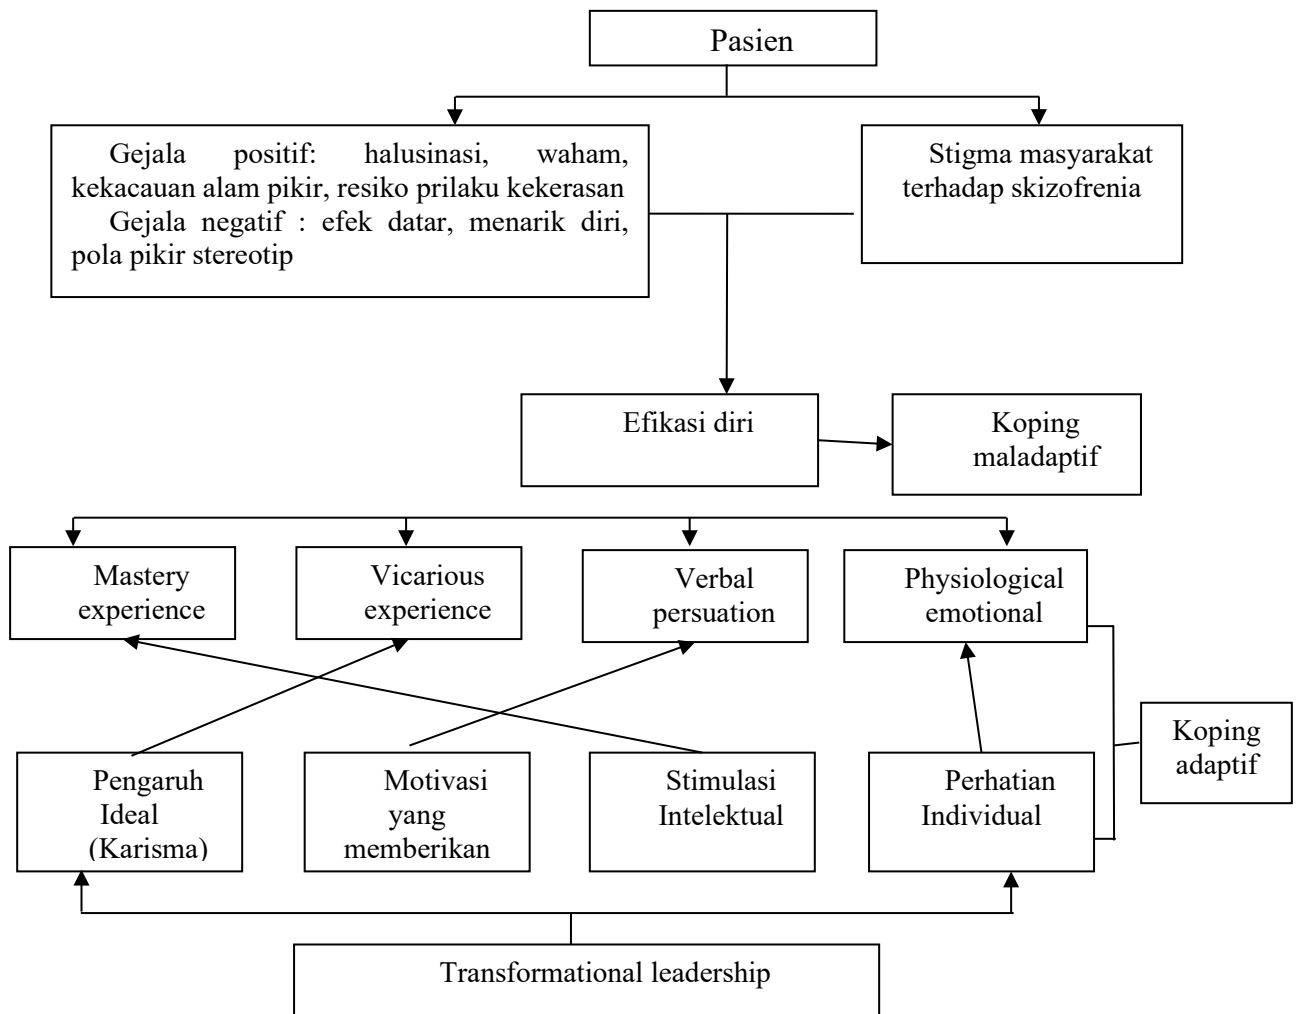 Pasien
Gejala positif: halusinasi, waham,
kekacauan alam pikir, resiko prilaku kekerasan
Gejala negatif : efek datar, menarik diri,
pola pikir stereotip
Stigma masyarakat
terhadap skizofrenia
Efikasi diri
Koping
maladaptif
Mastery
experience
Vicarious
experience
Verbal
persuation
Physiological
emotional
Pengaruh
Ideal
(Karisma)
Motivasi
yang
memberikan
Stimulasi
Intelektual
Perhatian
Individual
Koping
adaptif
Transformational leadership